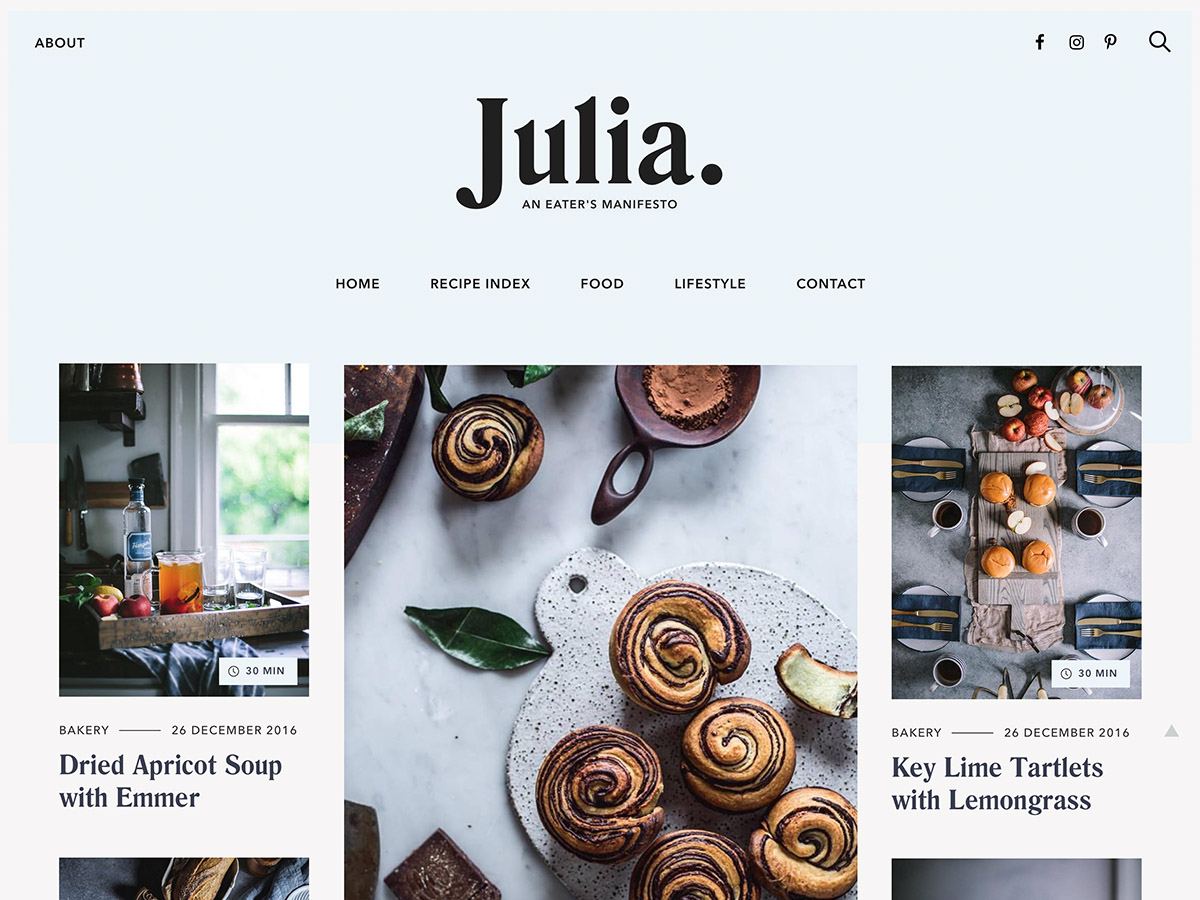 ABOUT
Julia.
AN EATER'S MANIFESTO
HOME RECIPE INDEX FOOD LIFESTYLE CONTACT
30 MIN
BAKERY 26 DECEMBER 2016
Dried Apricot Soup
with Emmer
30 MIN
BAKERY 26 DECEMBER 2016
Key Lime Tartlets
with Lemongrass